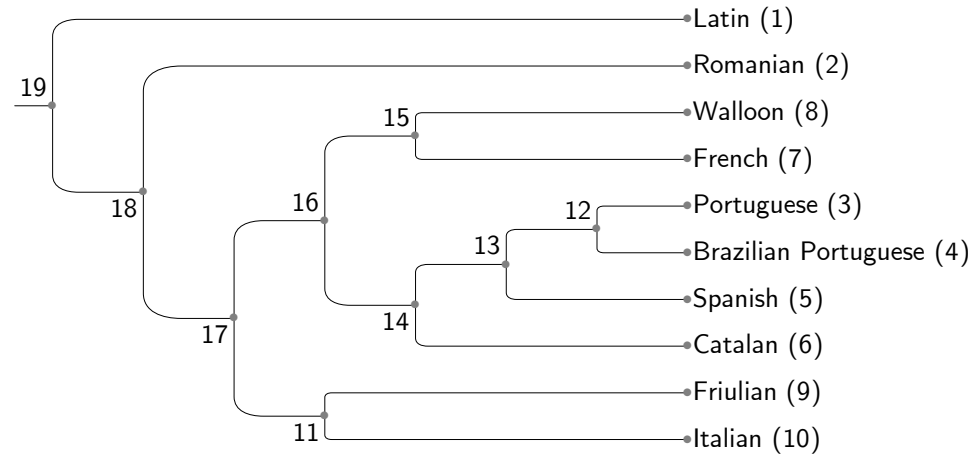 Latin (1)
Romanian (2)
19
Walloon (8)
15
French (7)
Portuguese (3)
16
12
18
Brazilian Portuguese (4)
13
Spanish (5)
14
17
Catalan (6)
Friulian (9)
11
Italian (10)